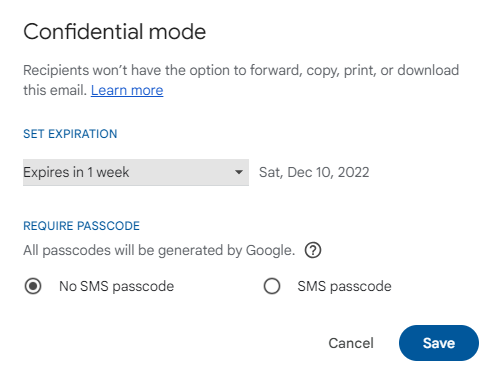 Confidential mode
Recipients won't have the option to forward, copy, print, or download
this email. Learn more
SET EXPIRATION
Expires in 1 week Sat, Dec 10, 2022
REQUIRE PASSCODE
All passcodes will be generated by Google. ?
No SMS passcode SMS passcode
Cancel Save